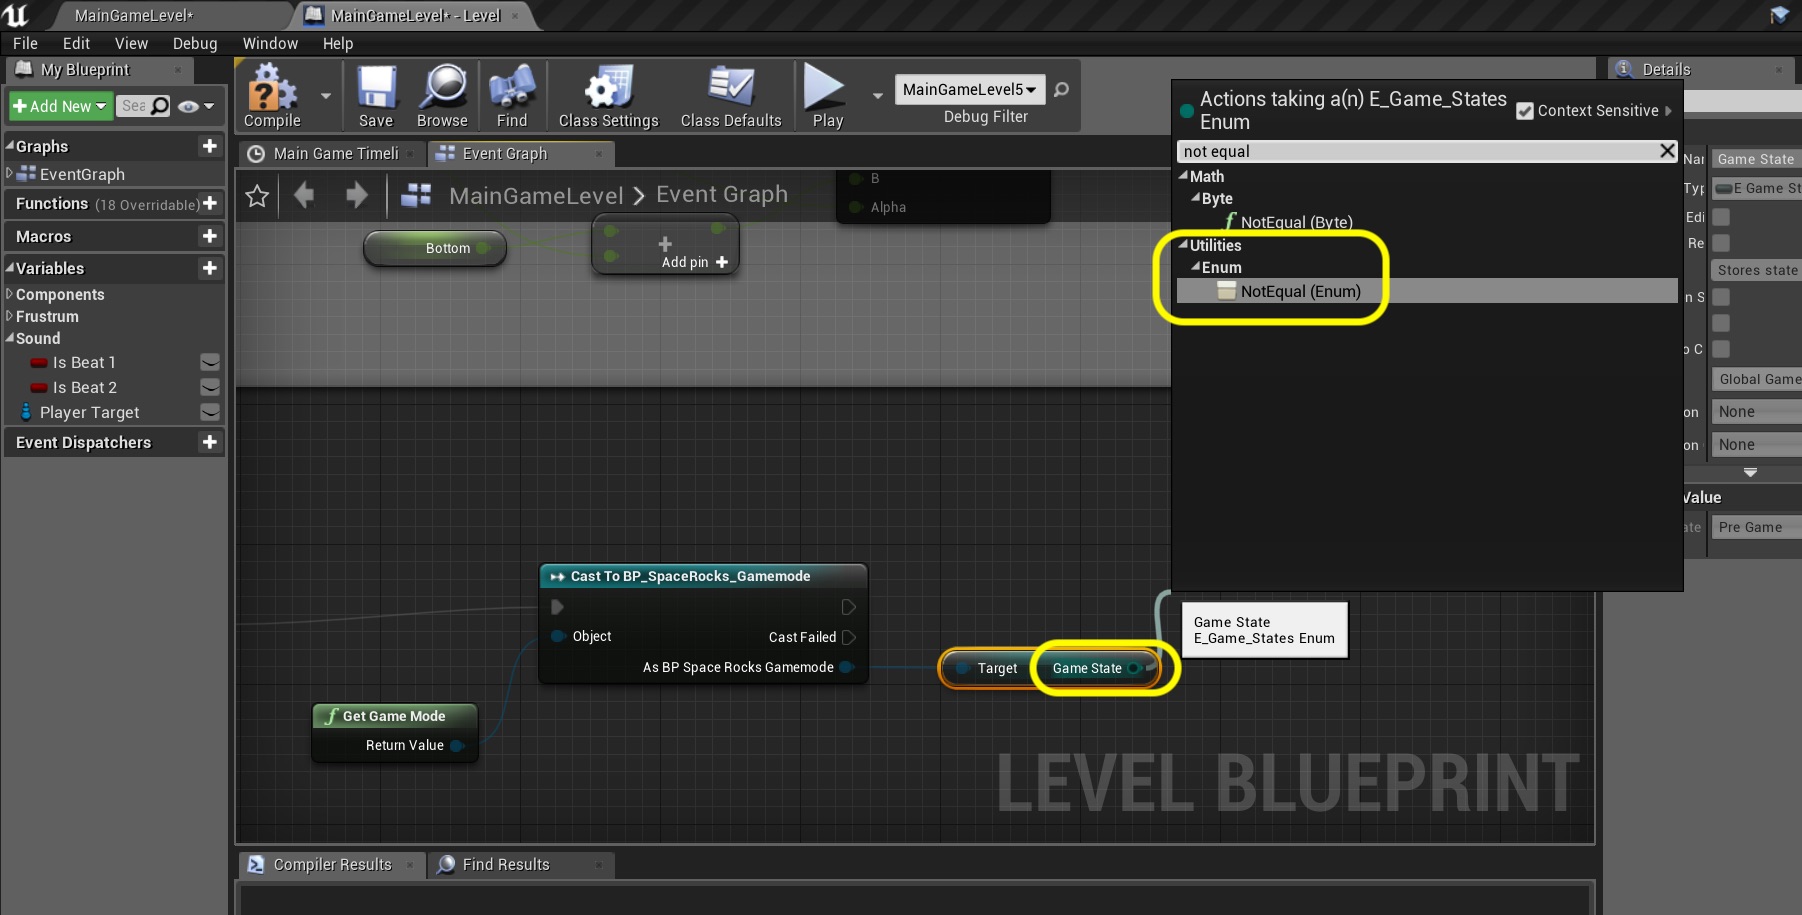 MainGameLevel*
MainGameLevel* - Level
File Edit View Debug Window Help
My Blueprint
Add New
Sea
Graphs
EventGraph
Functions (18 Overridable)
Macros
Variables
Components
Frustrum
Sound
Is Beat 1
Is Beat 2
Player Target
Event Dispatchers
Compile
Save
Browse
Find
Class Settings
Class Defaults
Play
MainGameLevel5
Debug Filter
Main Game Timeli
Event Graph
MainGameLevel > Event Graph
B
Alpha
Bottom
Add pin
Actions taking a(n) E_Game_States
Enum
Context Sensitive
not equal
Math
Byte
f NotEqual (Byte)
Utilities
Enum
NotEqual (Enum)
Cast To BP_SpaceRocks_Gamemode
Object
Cast Failed
As BP Space Rocks Gamemode
f Get Game Mode
Return Value
Target
Game State
Game State
E_Game_States Enum
LEVEL BLUEPRINT
Compiler Results
Find Results
Details
Nar
Game State
Typ
E Game St
Edi
Re
Stores state
n S
o C
Global Game
on
None
on
None
Value
ate
Pre Game